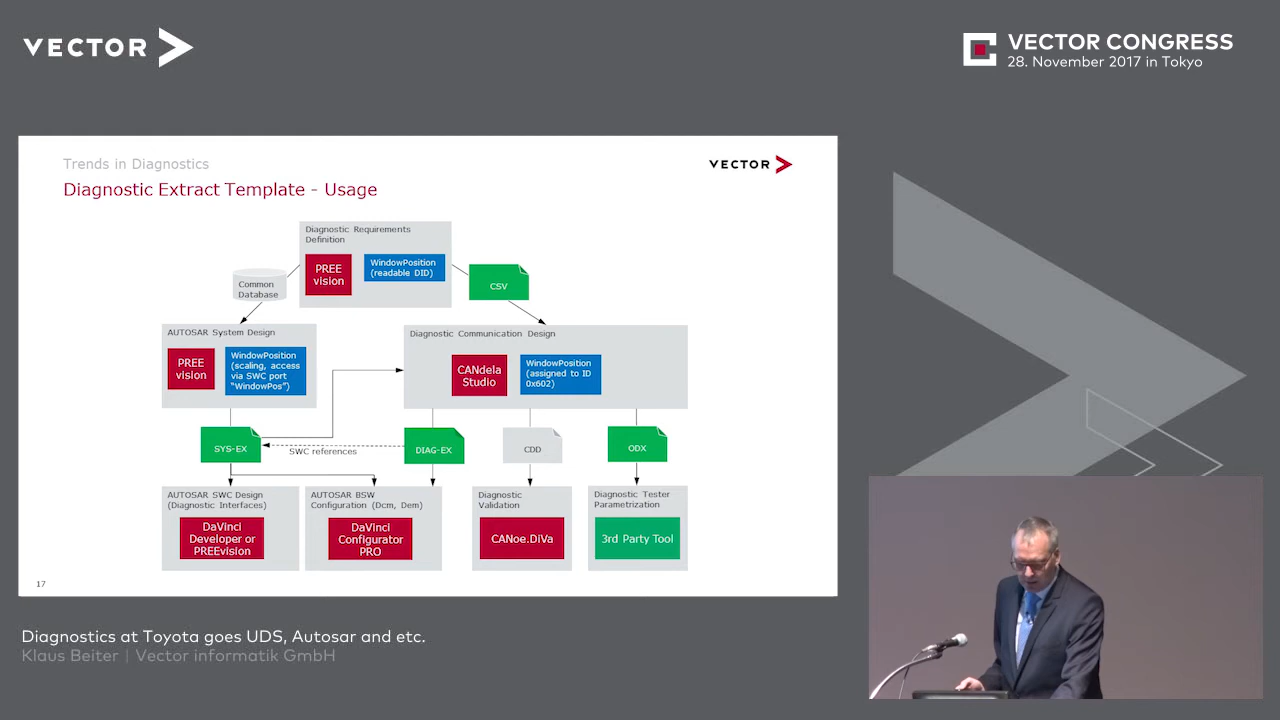 VECTOR
VECTOR CONGRESS
28. November 2017 in Tokyo
Trends in Diagnostics
VECTOR
Diagnostic Extract Template - Usage
Diagnostic Requirements
Definition
PREE
vision
WindowPosition
(readable DID)
Common
Database
CSV
AUTOSAR System Design
PREE
vision
WindowPosition
(scaling, access
via SWC port
"WindowPos")
Diagnostic Communication Design
CANdela
Studio
WindowPosition
(assigned to ID
0x602)
SYS-EX
SWC references
DIAG-EX
CDD
ODX
AUTOSAR SWC Design
(Diagnostic Interfaces)
DaVinci
Developer or
PREEvision
AUTOSAR BSW
Configuration (Dcm, Dem)
DaVinci
Configurator
PRO
Diagnostic
Validation
CANoe.DiVa
Diagnostic Tester
Parametrization
3rd Party Tool
17
Diagnostics at Toyota goes UDS, Autosar and etc.
Klaus Beiter | Vector informatik GmbH